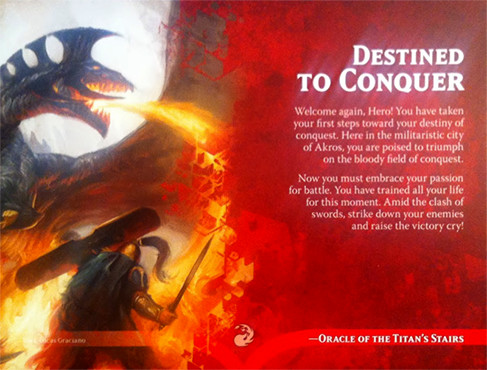 DESTINED
TO CONQUER
Welcome again, Hero! You have taken
your first steps toward your destiny of
conquest. Here in the militaristic city
of Akros, you are poised to triumph
on the bloody field of conquest.
Now you must embrace your passion
for battle. You have trained all your life
for this moment. Amid the clash of
swords, strike down your enemies
and raise the victory cry!
Graciano
—ORACLE OF THE TITAN'S STAIRS